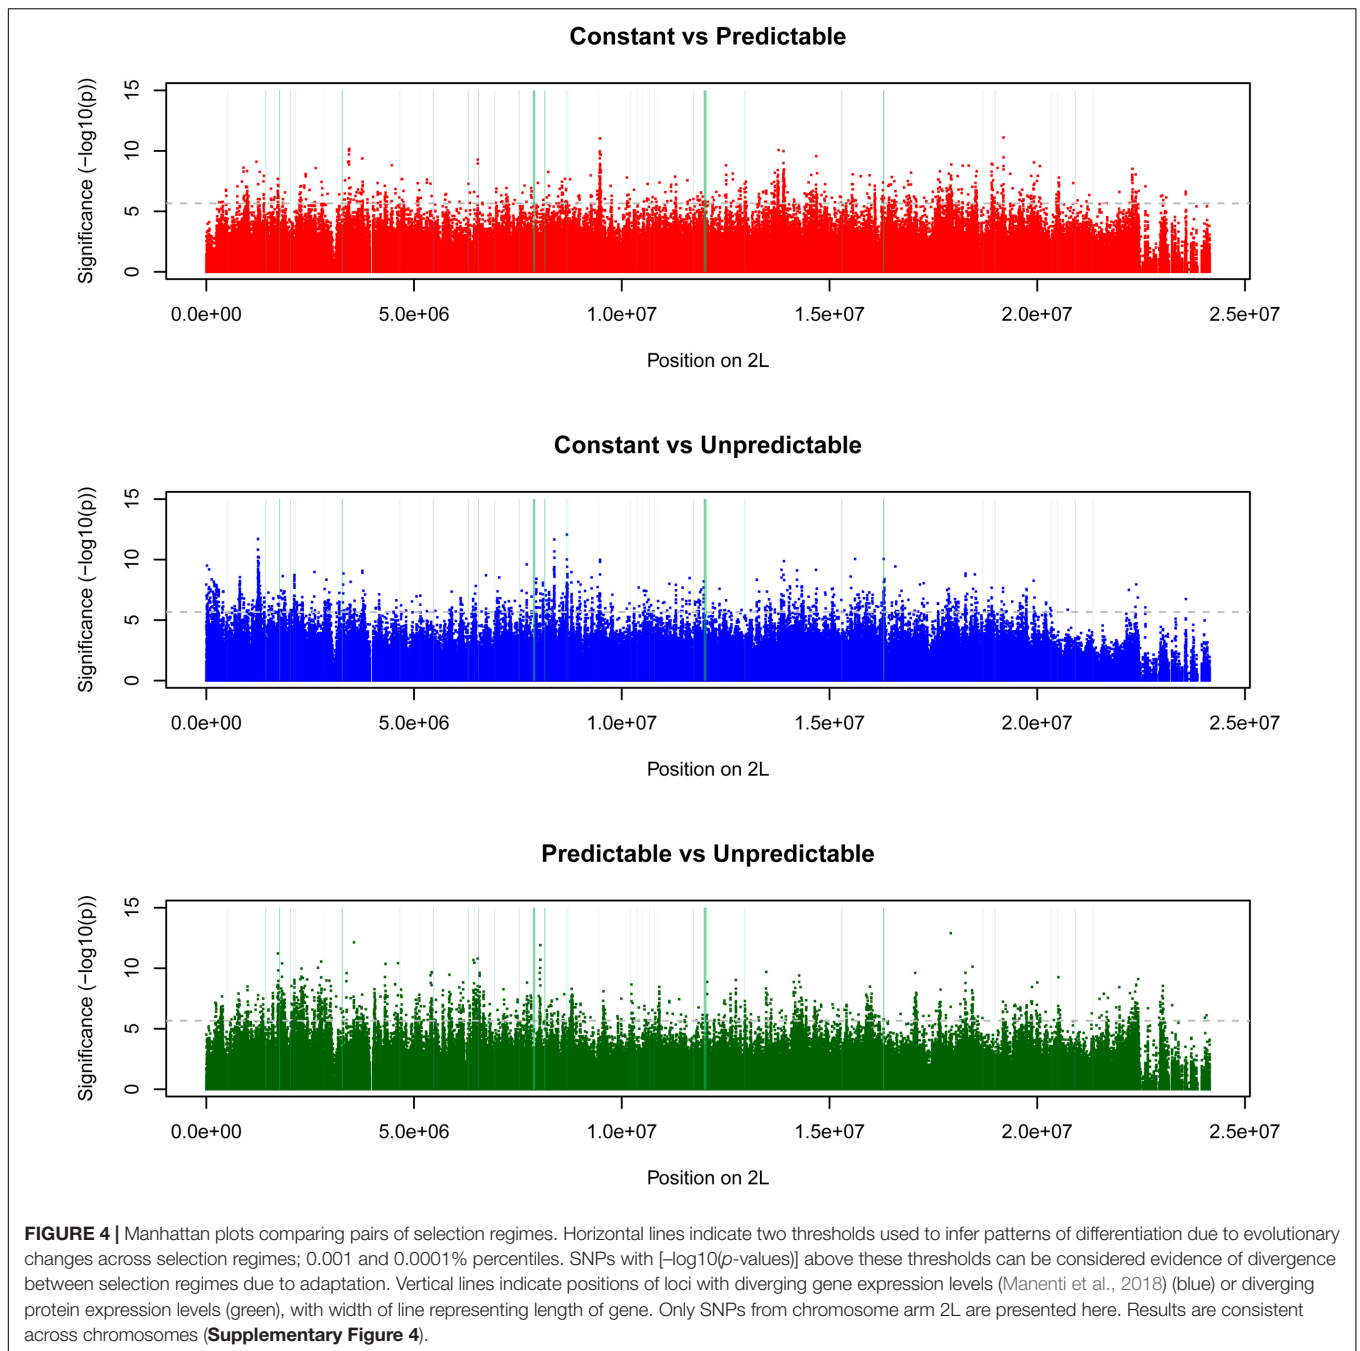 Constant vs Predictable
Significance (−log10(p))
15
10
5
0
0.0e+00 5.0e+06 1.0e+07 1.5e+07 2.0e+07 2.5e+07
Position on 2L
Constant vs Unpredictable
Significance (−log10(p))
15
10
5
0
0.0e+00 5.0e+06 1.0e+07 1.5e+07 2.0e+07 2.5e+07
Position on 2L
Predictable vs Unpredictable
Significance (−log10(p))
15
10
5
0
0.0e+00 5.0e+06 1.0e+07 1.5e+07 2.0e+07 2.5e+07
Position on 2L
FIGURE 4 | Manhattan plots comparing pairs of selection regimes. Horizontal lines indicate two thresholds used to infer patterns of differentiation due to evolutionary
changes across selection regimes; 0.001 and 0.0001% percentiles. SNPs with [–log10(p-values)] above these thresholds can be considered evidence of divergence
between selection regimes due to adaptation. Vertical lines indicate positions of loci with diverging gene expression levels (Manenti et al., 2018) (blue) or diverging
protein expression levels (green), with width of line representing length of gene. Only SNPs from chromosome arm 2L are presented here. Results are consistent
across chromosomes (Supplementary Figure 4).